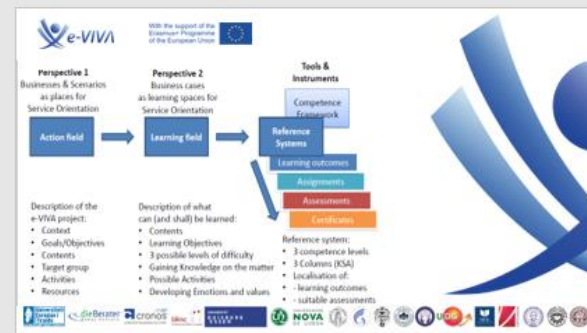 e-VIVA
With the support of the
Erasmus+ Programme
of the European Union
Perspective 1
Businesses & Scenarios
as places for
Service Orientation
Perspective 2
Business cases
as learning spaces for
Service Orientation
Tools &
Instruments
Competence
Framework
Action field
Learning field
Reference
Systems
Learning outcomes
Assignments
Assessments
Certificates
Description of the
e-VIVA project:
• Context
• Goals/Objectives
• Contents
• Target group
• Activities
• Resources
Description of what
can (and shall) be learned:
• Contents
• Learning Objectives
• 3 possible levels of difficulty
• Gaining Knowledge on the matter
• Possible Activities
• Developing Emotions and values
Reference system:
• 3 competence levels
• 3 Columns (KSA)
• Localisation of:
- learning outcomes
- suitable assessments
dieBerater
cronos
blinc
NOVA